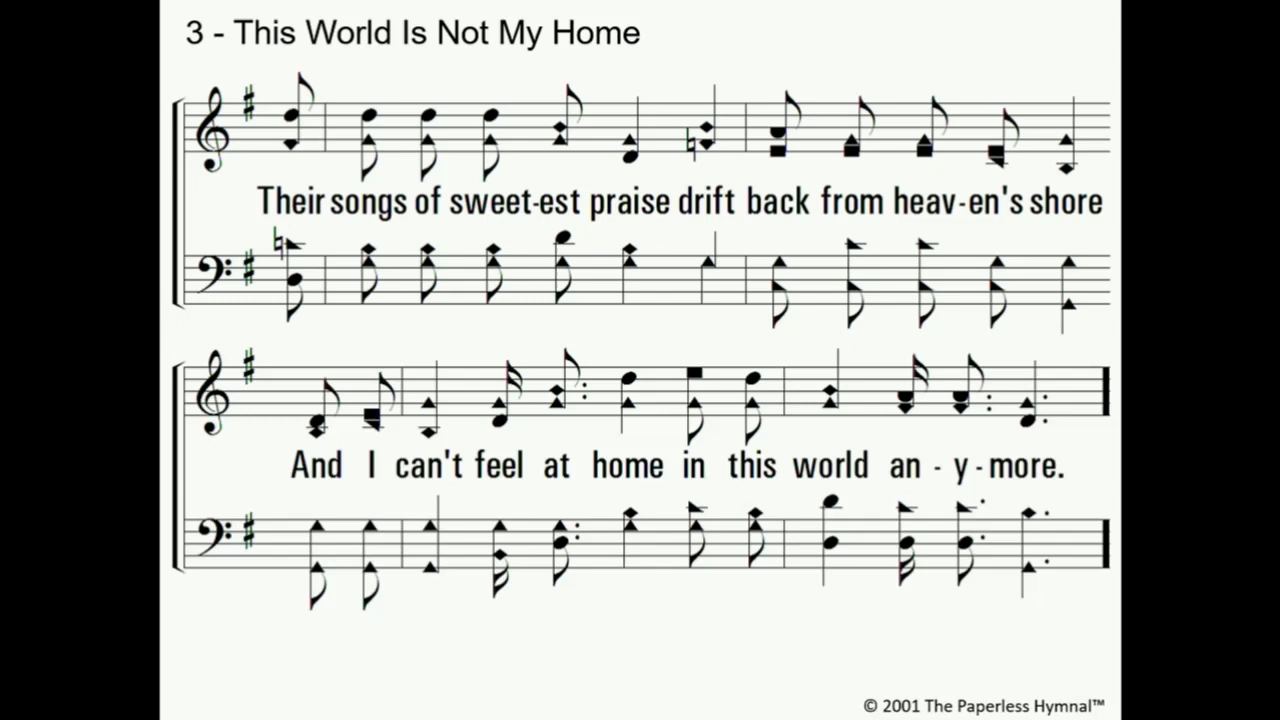 3 - This World Is Not My Home
Their songs of sweet-est praise drift back from heav-en's shore
And I can't feel at home in this world an - y - more.
© 2001 The Paperless Hymnal™